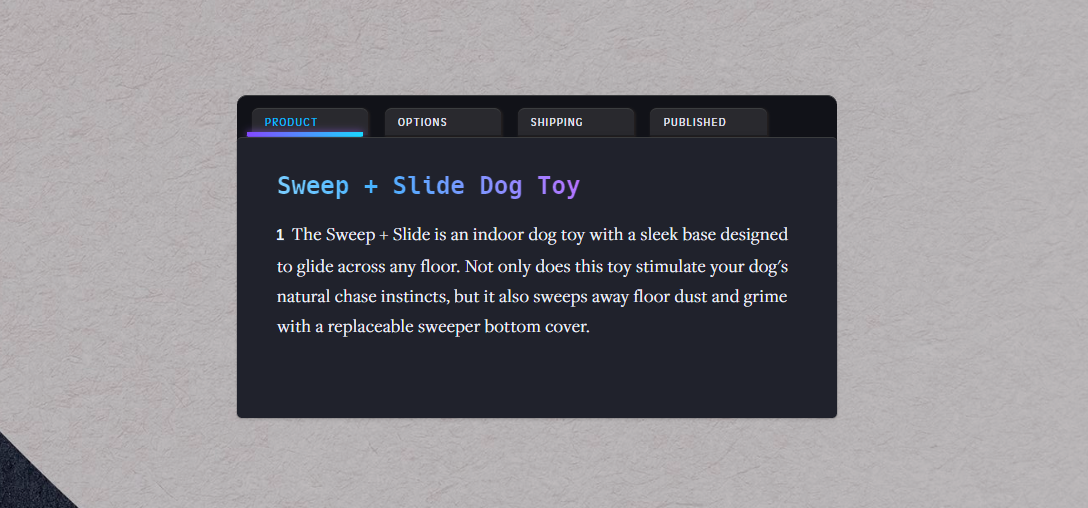 PRODUCT OPTIONS SHIPPING PUBLISHED
Sweep + Slide Dog Toy
1 The Sweep + Slide is an indoor dog toy with a sleek base designed
to glide across any floor. Not only does this toy stimulate your dog's
natural chase instincts, but it also sweeps away floor dust and grime
with a replaceable sweeper bottom cover.